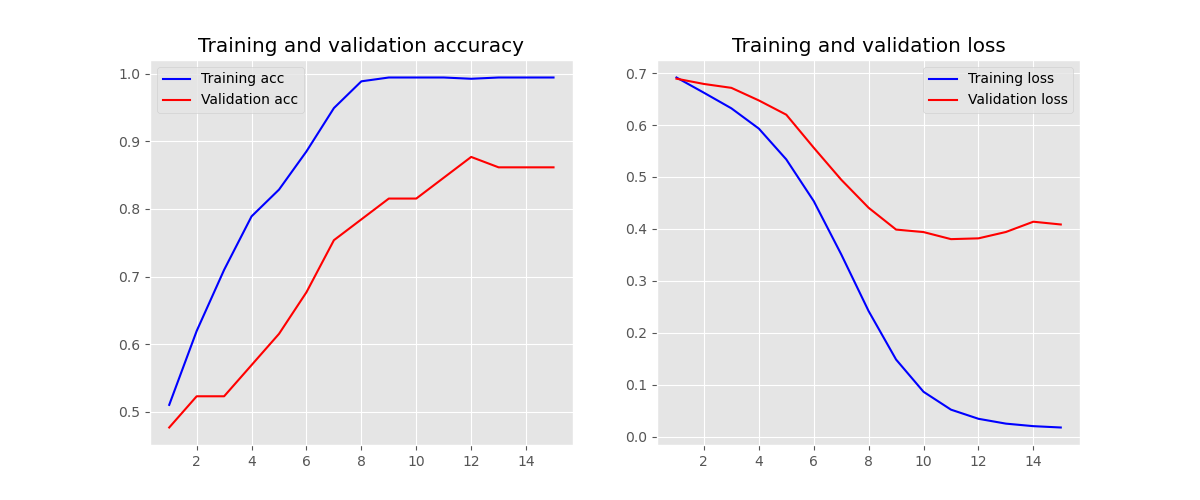 Training and validation accuracy
Training acc
Validation acc
1.0
0.9
0.8
0.7
0.6
0.5
2 4 6 8 10 12 14
Training and validation loss
Training loss
Validation loss
0.7
0.6
0.5
0.4
0.3
0.2
0.1
0.0
2 4 6 8 10 12 14